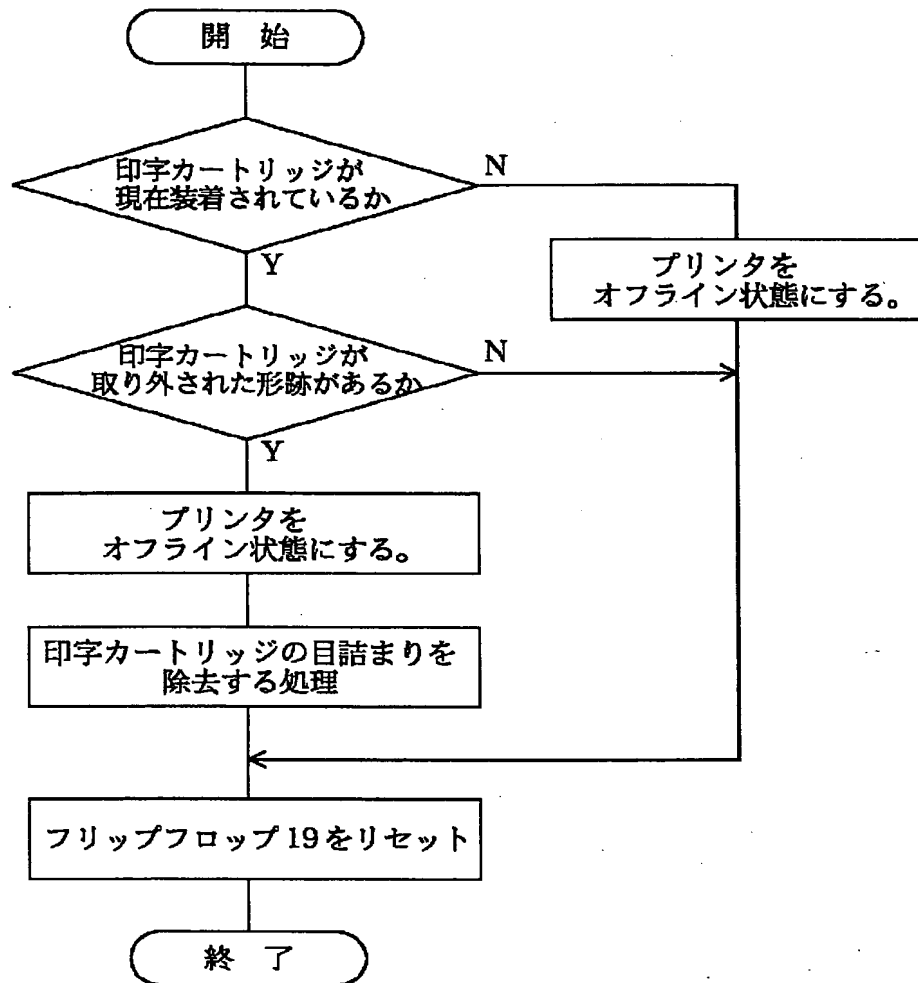 開 始
印字カートリッジが
現在装着されているか
N
Y
プリンタを
オフライン状態にする。
印字カートリッジが
取り外された形跡があるか
N
Y
プリンタを
オフライン状態にする。
印字カートリッジの目詰まりを
除去する処理
フリップフロップ19をリセット
終 了